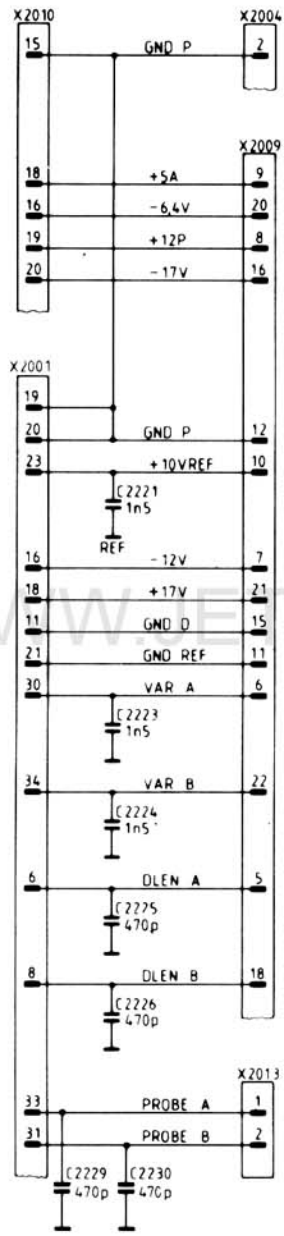 X2010 X2004
15 GND P 2
X2009
18 +5A 9
16 -6,4V 20
19 +12P 8
20 -17V 16
X2001
19
20 GND P 12
23 +10VREF 10
C2221
1n5
REF
16 -12V 7
18 +17V 21
WW.JET
11 GND D 15
21 GND REF 11
30 VAR A 6
C2223
1n5
34 VAR B 22
C2224
1n5
6 DLEN A 5
C2225
470p
8 DLEN B 18
C2226
470p
X2013
33 PROBE A 1
31 PROBE B 2
C2229 C2230
470p 470p